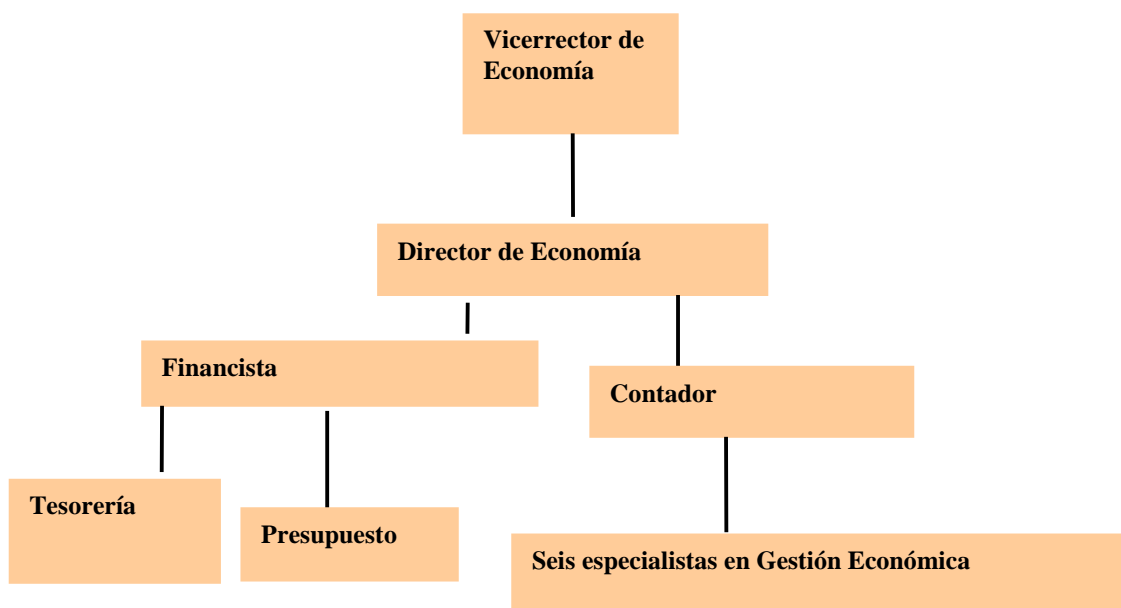 Vicerrector de
Economía
Director de Economía
Financista
Contador
Tesorería
Presupuesto
Seis especialistas en Gestión Económica